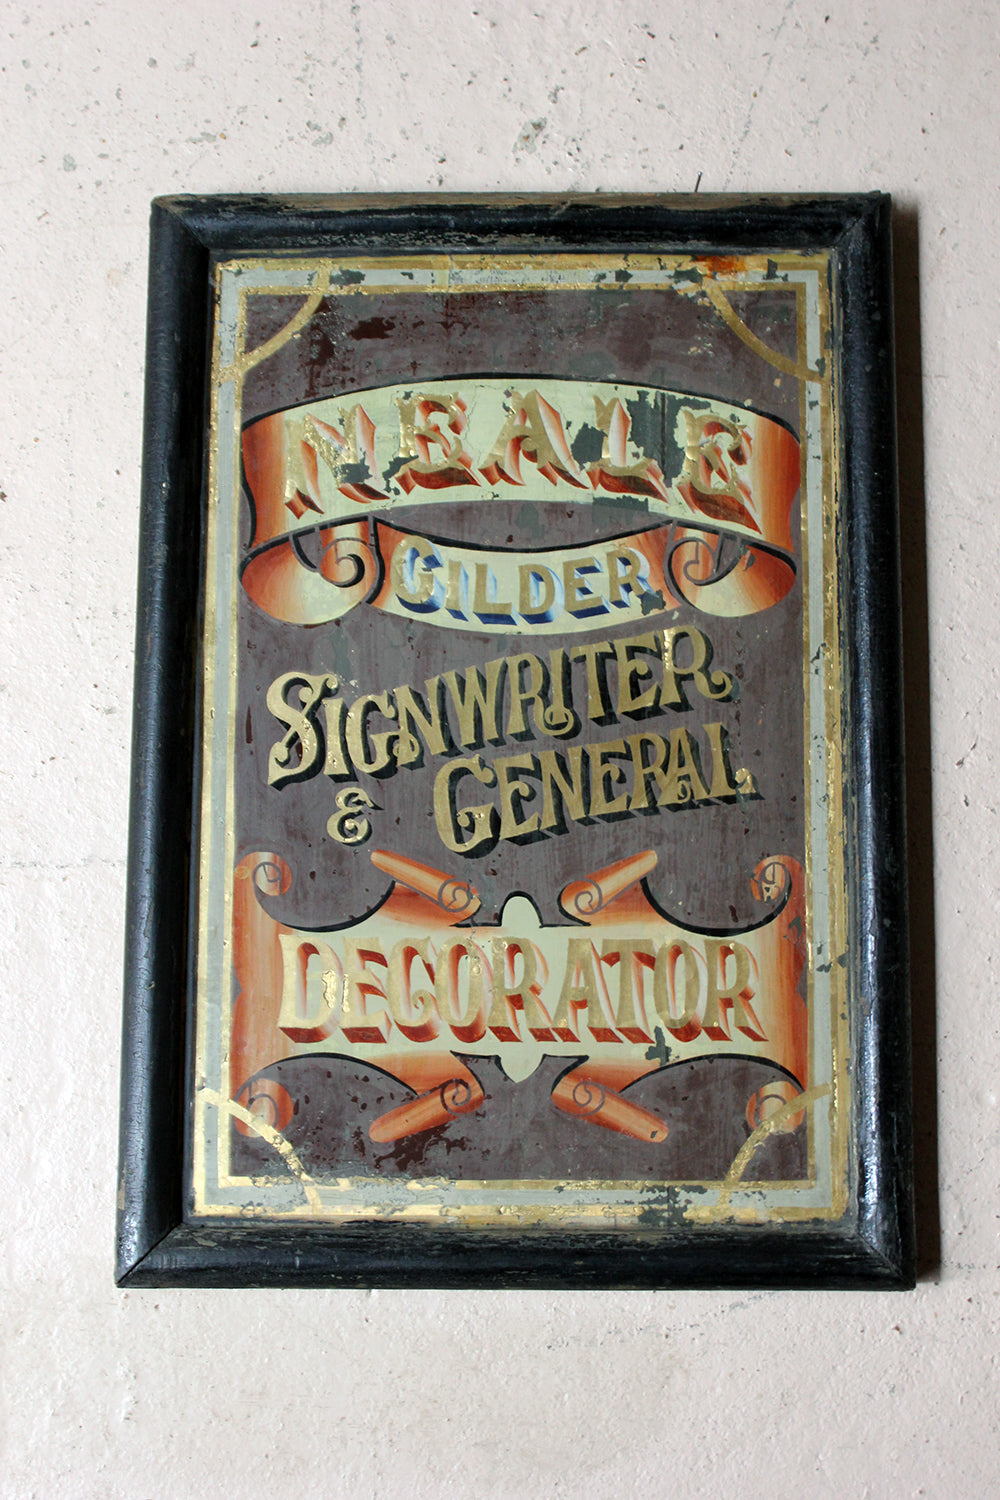 NEALE
GILDER
SIGNWRITER
& GENERAL
DECORATOR